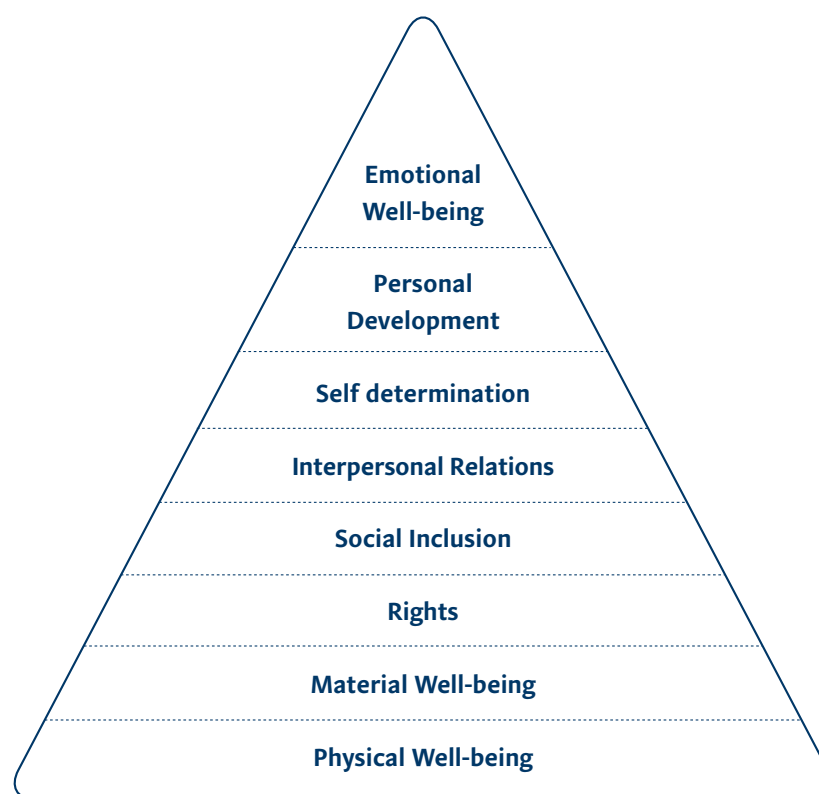 Emotional
Well-being
Personal
Development
Self determination
Interpersonal Relations
Social Inclusion
Rights
Material Well-being
Physical Well-being